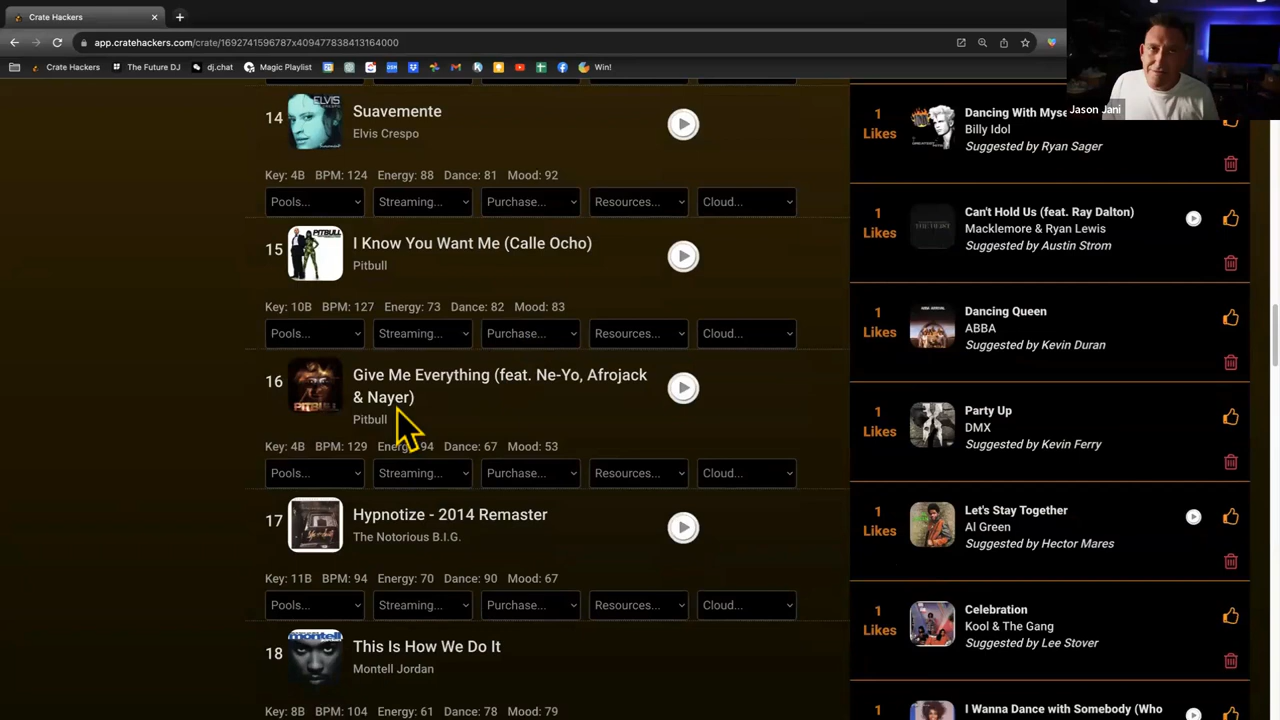 Crate Hackers
app.cratehackers.com/crate/1692741596787x409477838413164000
Crate Hackers
The Future DJ
dj.chat
Magic Playlist
Win!
Jason Jani
14
Suavemente
Elvis Crespo
Key: 4B BPM: 124 Energy: 88 Dance: 81 Mood: 92
Pools... Streaming... Purchase... Resources... Cloud...
15
PITBULL
I Know You Want Me (Calle Ocho)
Pitbull
Key: 10B BPM: 127 Energy: 73 Dance: 82 Mood: 83
Pools... Streaming... Purchase... Resources... Cloud...
16
PITBULL
Give Me Everything (feat. Ne-Yo, Afrojack
& Nayer)
Pitbull
Key: 4B BPM: 129 Energy: 94 Dance: 67 Mood: 53
Pools... Streaming... Purchase... Resources... Cloud...
17
Hypnotize - 2014 Remaster
The Notorious B.I.G.
Key: 11B BPM: 94 Energy: 70 Dance: 90 Mood: 67
Pools... Streaming... Purchase... Resources... Cloud...
18
montell
This Is How We Do It
Montell Jordan
Key: 8B BPM: 104 Energy: 61 Dance: 78 Mood: 79
1
Likes
Dancing With Myse
Billy Idol
Suggested by Ryan Sager
1
Likes
Can't Hold Us (feat. Ray Dalton)
Macklemore & Ryan Lewis
Suggested by Austin Strom
1
Likes
Dancing Queen
ABBA
Suggested by Kevin Duran
1
Likes
Party Up
DMX
Suggested by Kevin Ferry
1
Likes
Let's Stay Together
Al Green
Suggested by Hector Mares
1
Likes
Celebration
Kool & The Gang
Suggested by Lee Stover
1
I Wanna Dance with Somebody (Who